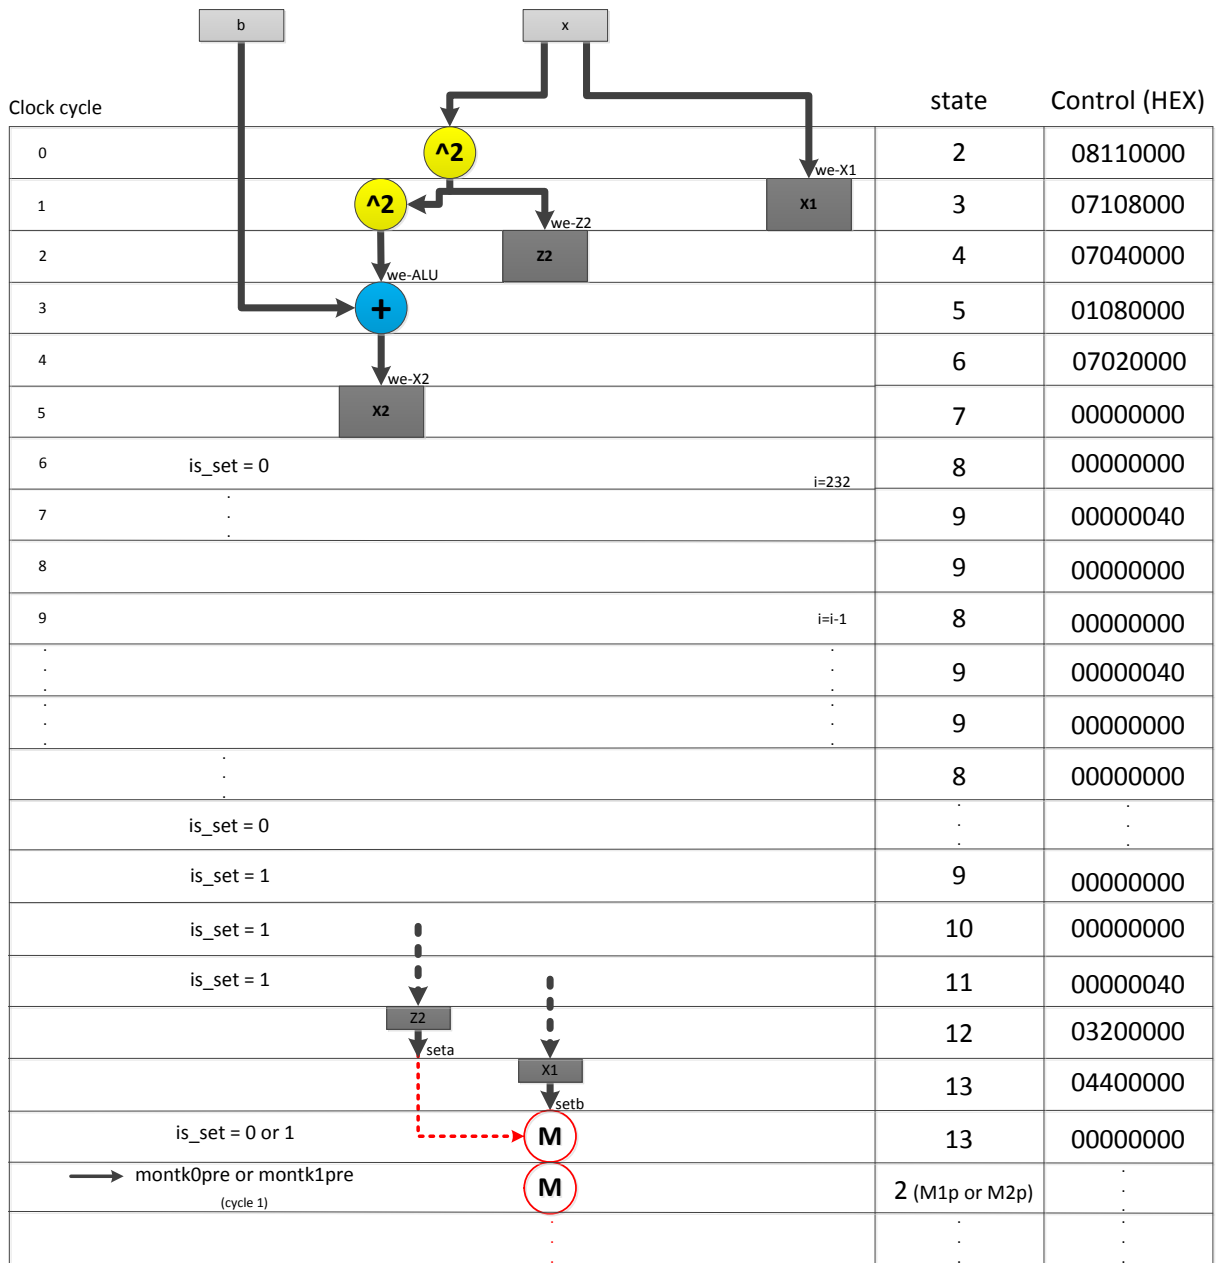 b
x
Clock cycle
state
Control (HEX)
0
^2
2
08110000
we-X1
1
^2
X1
3
07108000
we-Z2
2
Z2
4
07040000
we-ALU
3
+
5
01080000
4
6
07020000
we-X2
5
X2
7
00000000
6
is_set = 0
i=232
8
00000000
7
9
00000040
8
9
00000000
9
i=i-1
8
00000000
9
00000040
9
00000000
8
00000000
is_set = 0
is_set = 1
9
00000000
is_set = 1
10
00000000
is_set = 1
11
00000040
Z2
12
03200000
seta
X1
13
04400000
setb
is_set = 0 or 1
M
13
00000000
montk0pre or montk1pre
(cycle 1)
M
2 (M1p or M2p)